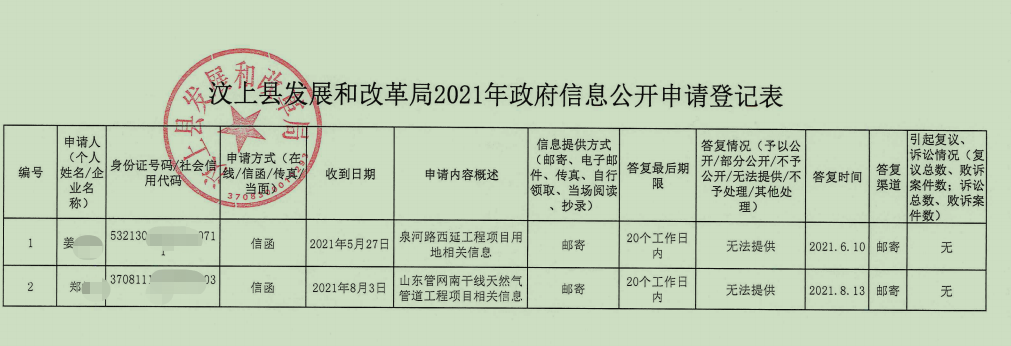 汶上县发展和改革局2021年政府信息公开申请登记表
汶上县发展和改革局
编号
申请人
（个人
姓名/企
业名
称）
身份证号码/社会信
用代码
申请方式（在
线/信函/传真/
当面）
收到日期
申请内容概述
信息提供方式
（邮寄、电子邮
件、传真、自行
领取、当场阅读
、抄录）
答复最后期
限
答复情况（予以公
开/部分公开/不予
公开/无法提供/不
予处理/其他处
理）
答复时间
答复
渠道
引起复议、
诉讼情况（复
议总数、败诉
案件数；诉讼
总数、败诉案
件数）
1
姜
532130
071
信函
2021年5月27日
泉河路西延工程项目用
地相关信息
邮寄
20个工作日
内
无法提供
2021.6.10
邮寄
无
2
郑
370811
03
信函
2021年8月3日
山东管网南干线天然气
管道工程项目相关信息
邮寄
20个工作日
内
无法提供
2021.8.13
邮寄
无